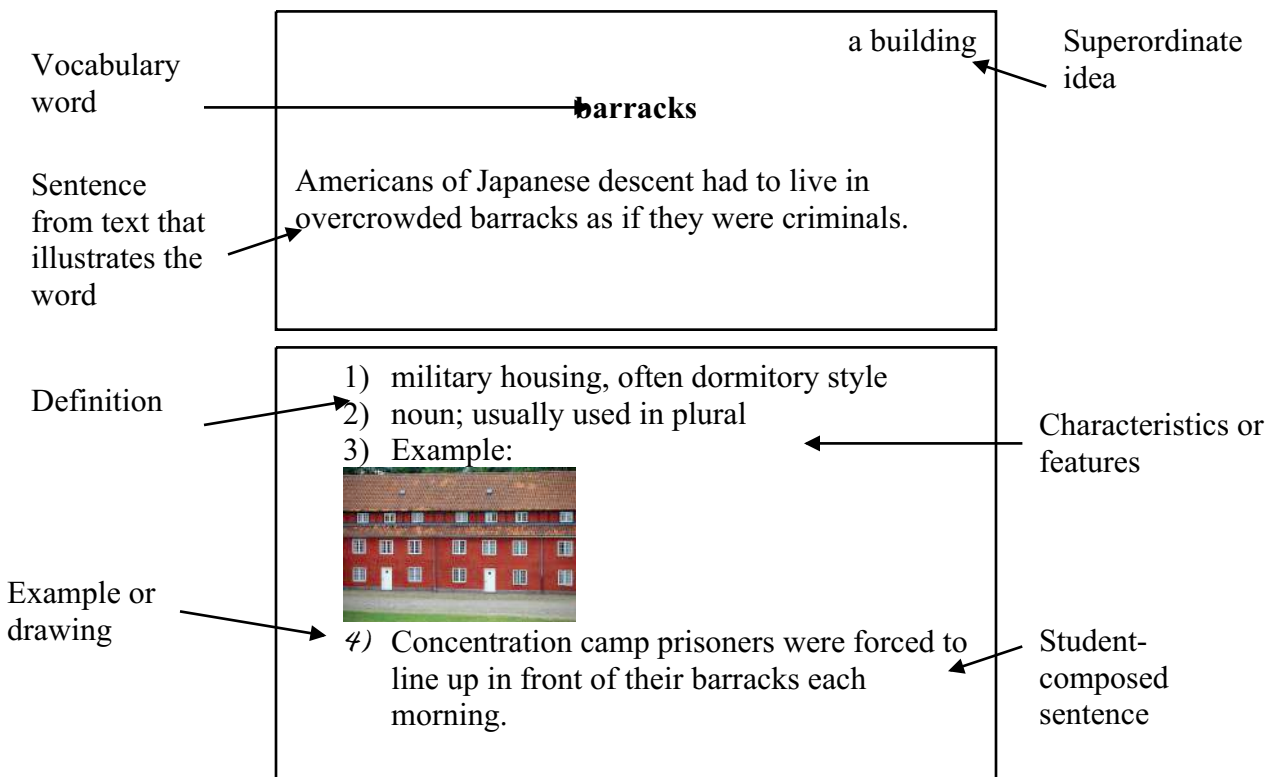 a building
Superordinate
idea
Vocabulary
word
barracks
Sentence
from text that
illustrates the
word
Americans of Japanese descent had to live in
overcrowded barracks as if they were criminals.
Definition
1) military housing, often dormitory style
2) noun; usually used in plural
3) Example:
Characteristics or
features
Example or
drawing
4) Concentration camp prisoners were forced to
line up in front of their barracks each
morning.
Student-
composed
sentence